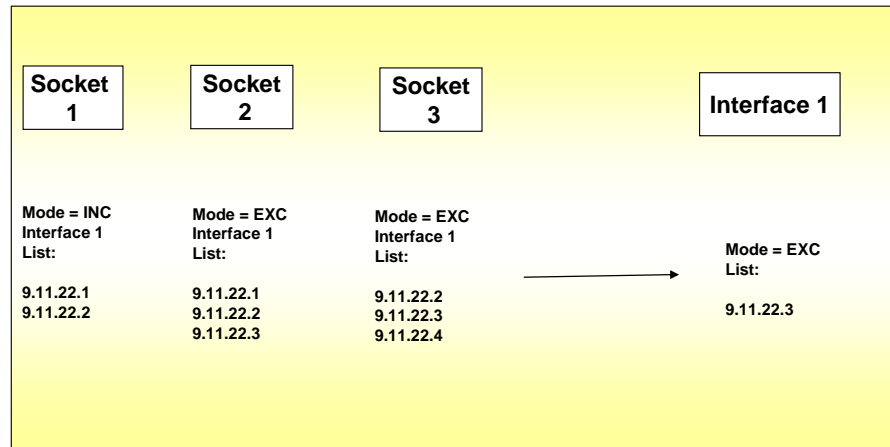 Socket
1
Socket
2
Socket
3
Interface 1
Mode = INC
Interface 1
List:
9.11.22.1
9.11.22.2
Mode = EXC
Interface 1
List:
9.11.22.1
9.11.22.2
9.11.22.3
Mode = EXC
Interface 1
List:
9.11.22.2
9.11.22.3
9.11.22.4
Mode = EXC
List:
9.11.22.3